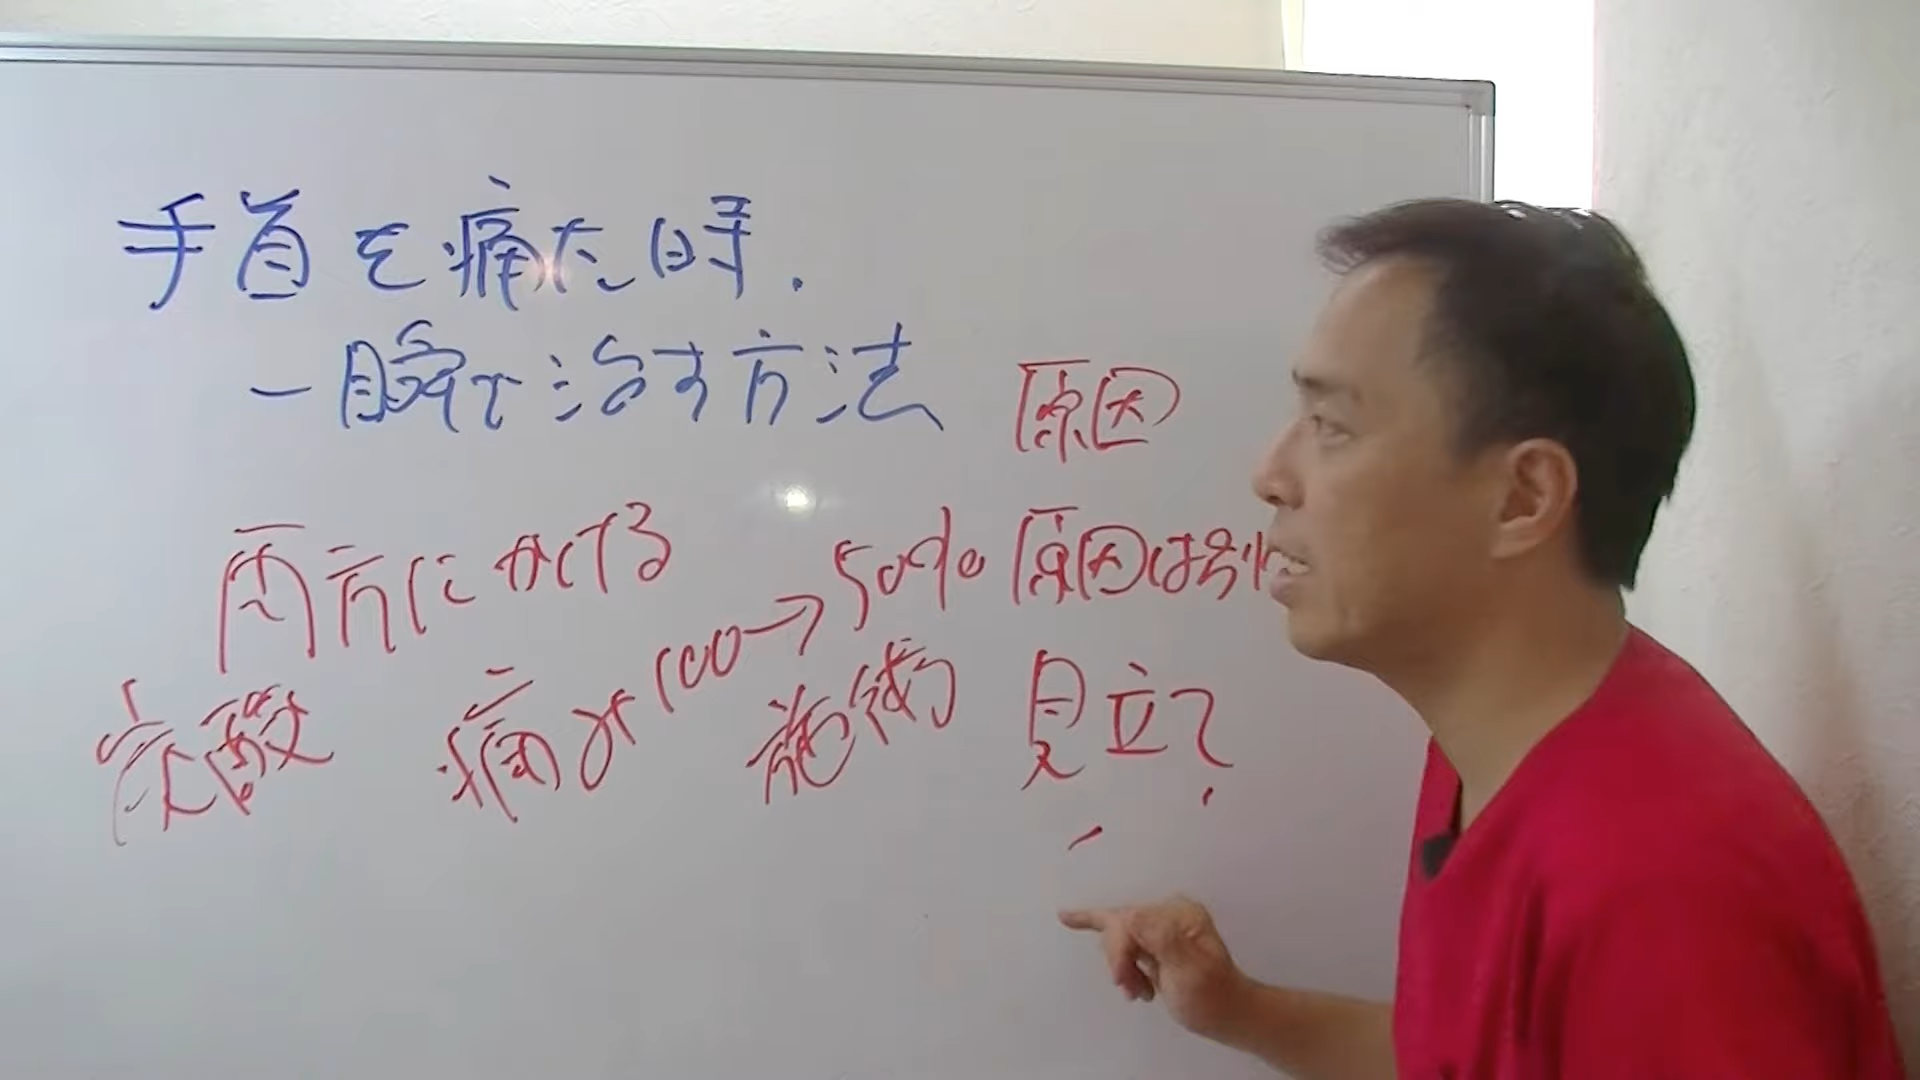 手首を痛た時.
一瞬で治す方法
原因
両方にかける
50% 原因は別
痛み 100→
施術 見立て?